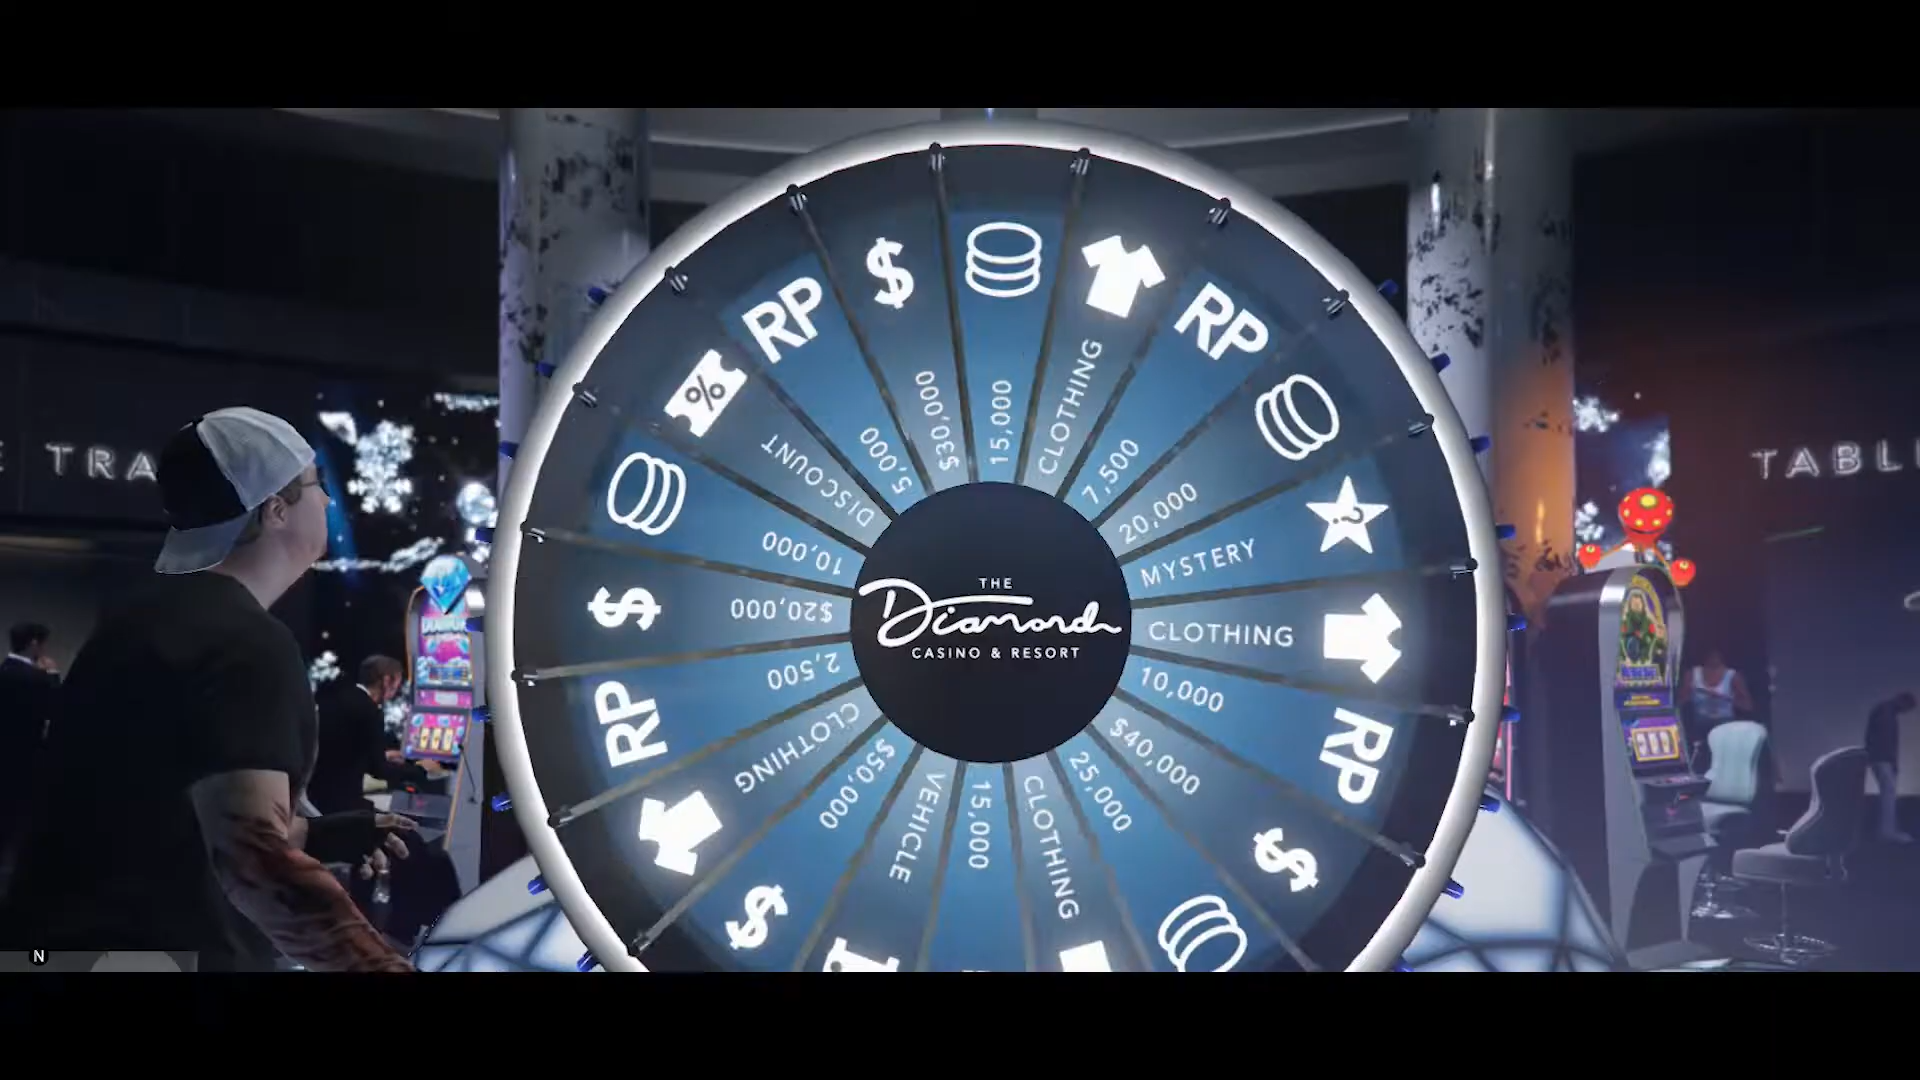 RP
$
RP
%
CLOTHING
15,000
$30,000
5,000
7,500
DISCOUNT
20,000
10,000
MYSTERY
?
E TRA
TABL
$
$20,000
THE
Diamond
CASINO & RESORT
CLOTHING
RP
2,500
10,000
RP
CLOTHING
$50,000
VEHICLE
15,000
CLOTHING
25,000
$40,000
$
$
N